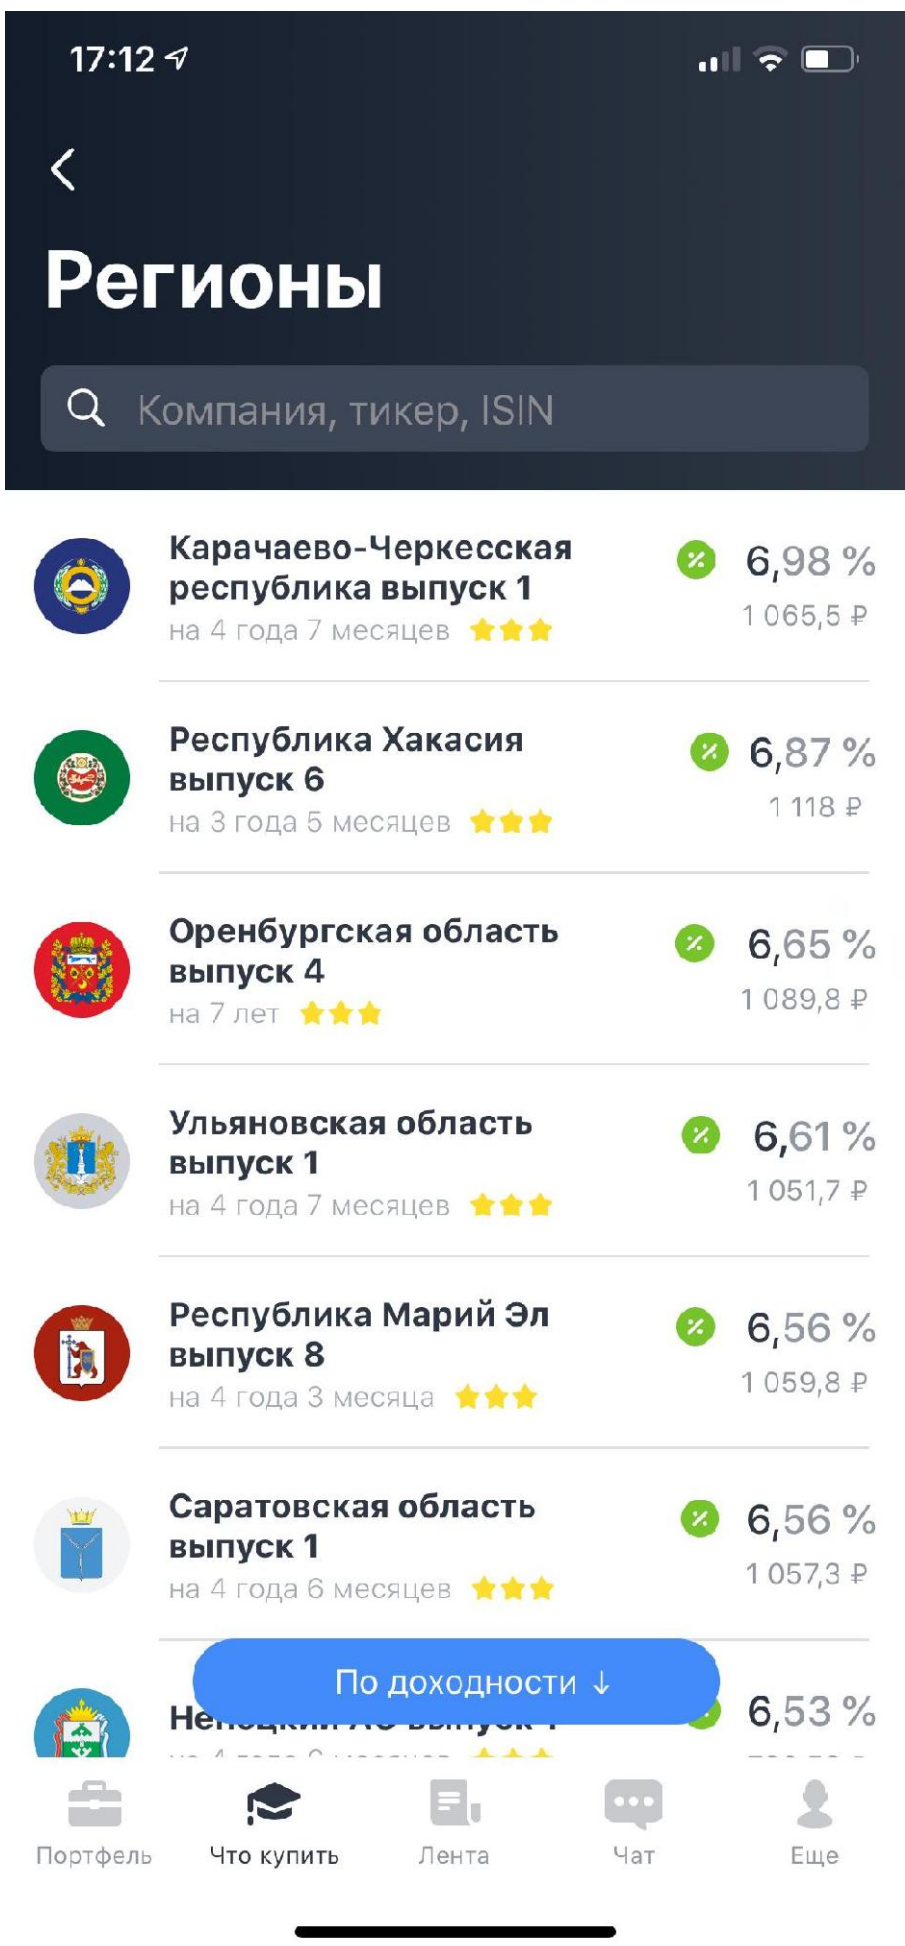 17:12
Регионы
Компания, тикер, ISIN
Карачаево-Черкесская
республика выпуск 1
на 4 года 7 месяцев
6,98 %
1 065,5 ₽
Республика Хакасия
выпуск 6
на 3 года 5 месяцев
6,87 %
1 118 ₽
Оренбургская область
выпуск 4
на 7 лет
6,65 %
1 089,8 ₽
Ульяновская область
выпуск 1
на 4 года 7 месяцев
6,61 %
1 051,7 ₽
Республика Марий Эл
выпуск 8
на 4 года 3 месяца
6,56 %
1 059,8 ₽
Саратовская область
выпуск 1
на 4 года 6 месяцев
6,56 %
1 057,3 ₽
По доходности ↓
6,53 %
Портфель
Что купить
Лента
Чат
Еще